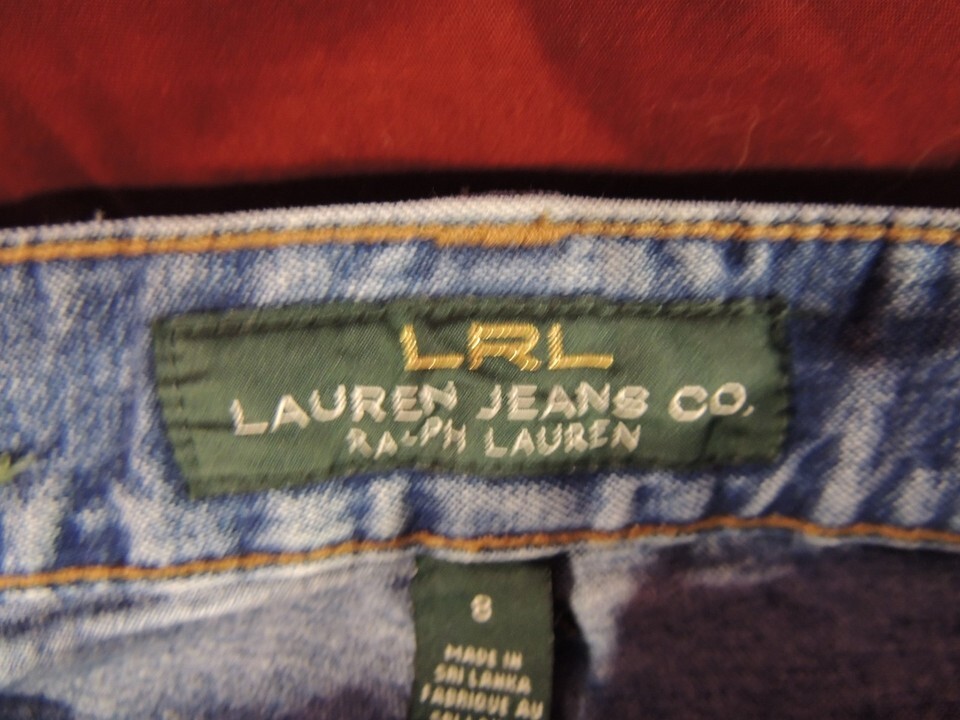 LRL
LAUREN JEANS CO.
RALPH LAUREN
8
MADE IN
SRI LANKA
FABRIQUE AU